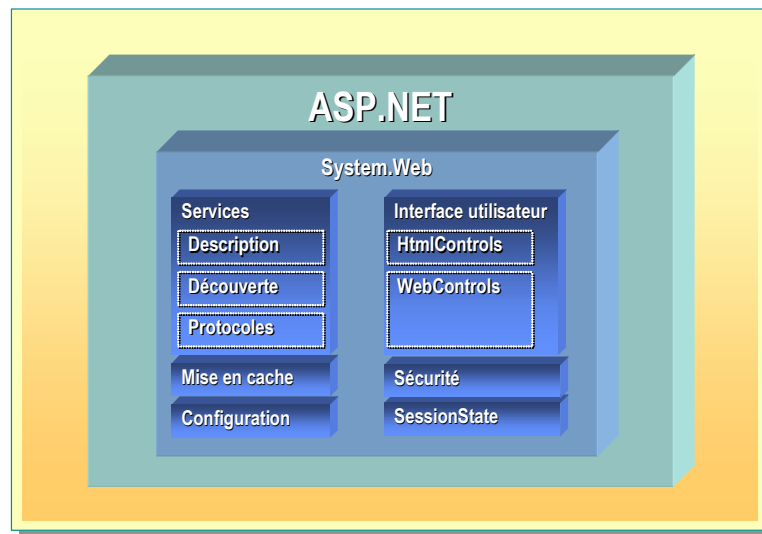 ASP.NET
System.Web
Services
Description
Découverte
Protocoles
Mise en cache
Configuration
Interface utilisateur
HtmlControls
WebControls
Sécurité
SessionState